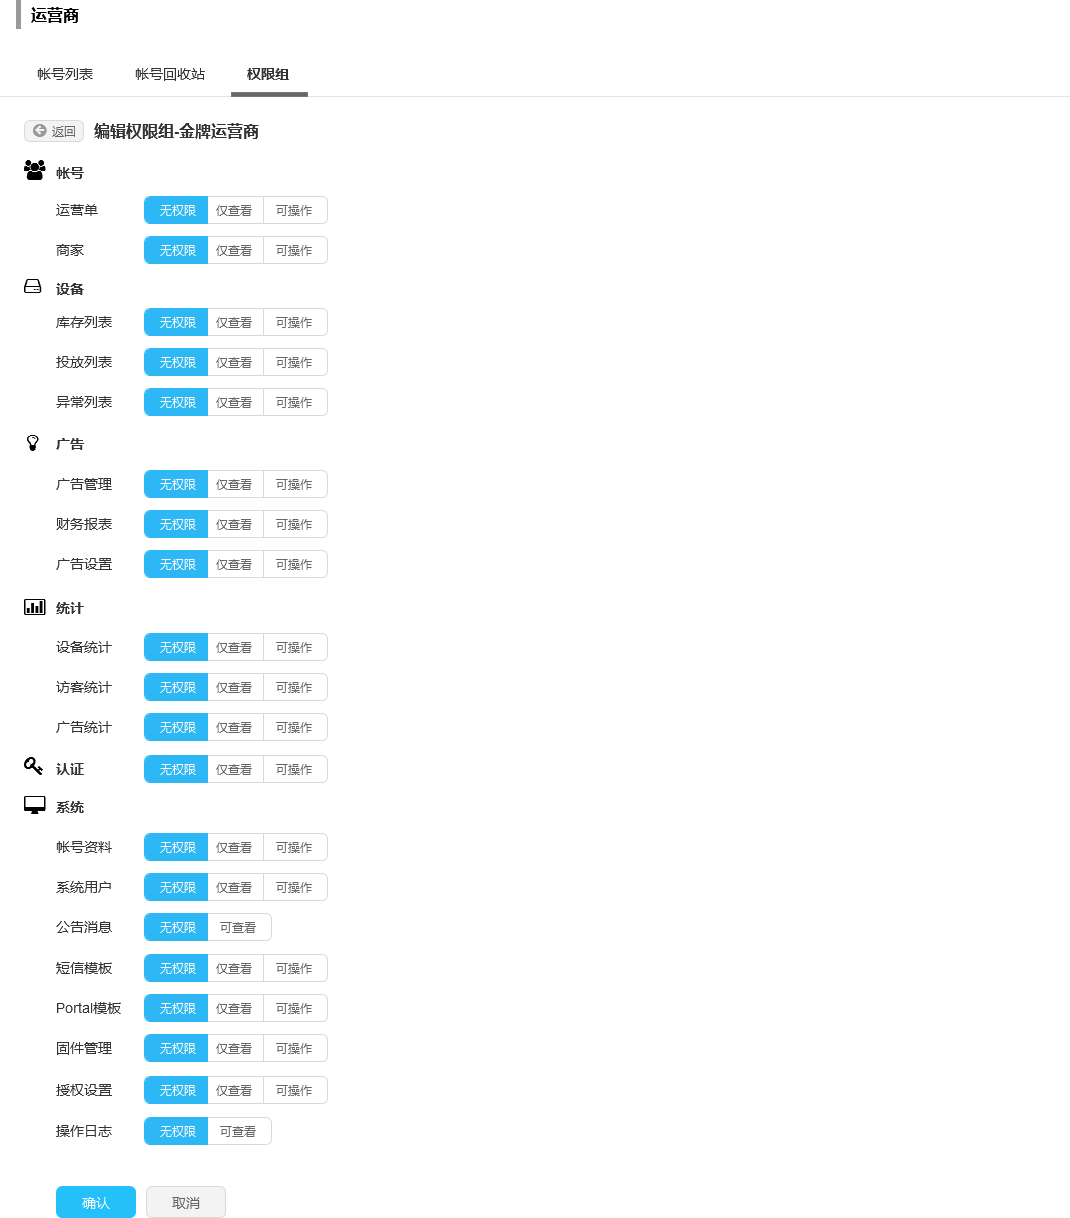 运营商
帐号列表 帐号回收站 权限组
返回 编辑权限组-金牌运营商
帐号
运营单 无权限 仅查看 可操作
商家 无权限 仅查看 可操作
设备
库存列表 无权限 仅查看 可操作
投放列表 无权限 仅查看 可操作
异常列表 无权限 仅查看 可操作
广告
广告管理 无权限 仅查看 可操作
财务报表 无权限 仅查看 可操作
广告设置 无权限 仅查看 可操作
统计
设备统计 无权限 仅查看 可操作
访客统计 无权限 仅查看 可操作
广告统计 无权限 仅查看 可操作
认证 无权限 仅查看 可操作
系统
帐号资料 无权限 仅查看 可操作
系统用户 无权限 仅查看 可操作
公告消息 无权限 可查看
短信模板 无权限 仅查看 可操作
Portal模板 无权限 仅查看 可操作
固件管理 无权限 仅查看 可操作
授权设置 无权限 仅查看 可操作
操作日志 无权限 可查看
确认 取消